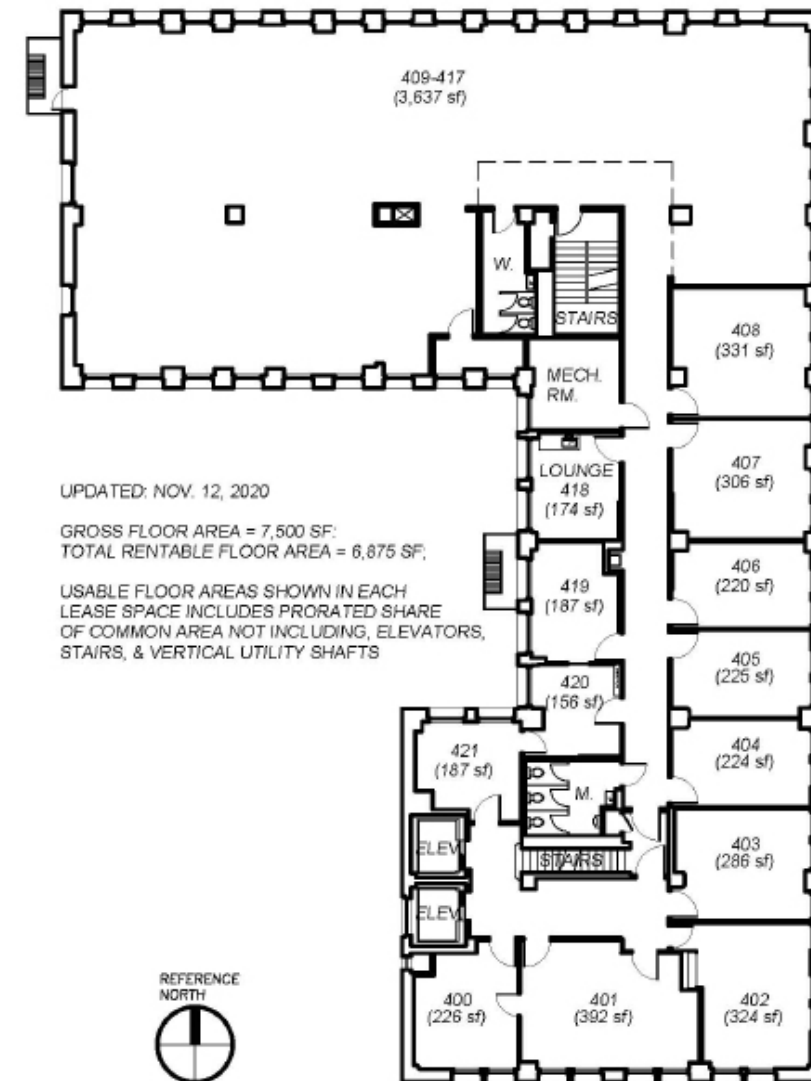 409-417
(3,637 sf)
W.
STAIRS
408
(331 sf)
MECH.
RM.
407
(306 sf)
LOUNGE
418
(174 sf)
UPDATED: NOV. 12, 2020
GROSS FLOOR AREA = 7,500 SF:
TOTAL RENTABLE FLOOR AREA = 6,875 SF;
USABLE FLOOR AREAS SHOWN IN EACH
LEASE SPACE INCLUDES PRORATED SHARE
OF COMMON AREA NOT INCLUDING, ELEVATORS,
STAIRS, & VERTICAL UTILITY SHAFTS
406
(220 sf)
419
(187 sf)
405
(225 sf)
420
(156 sf)
404
(224 sf)
421
(187 sf)
M.
403
(286 sf)
ELEV.
STAIRS
ELEV.
REFERENCE
NORTH
400
(226 sf)
401
(392 sf)
402
(324 sf)